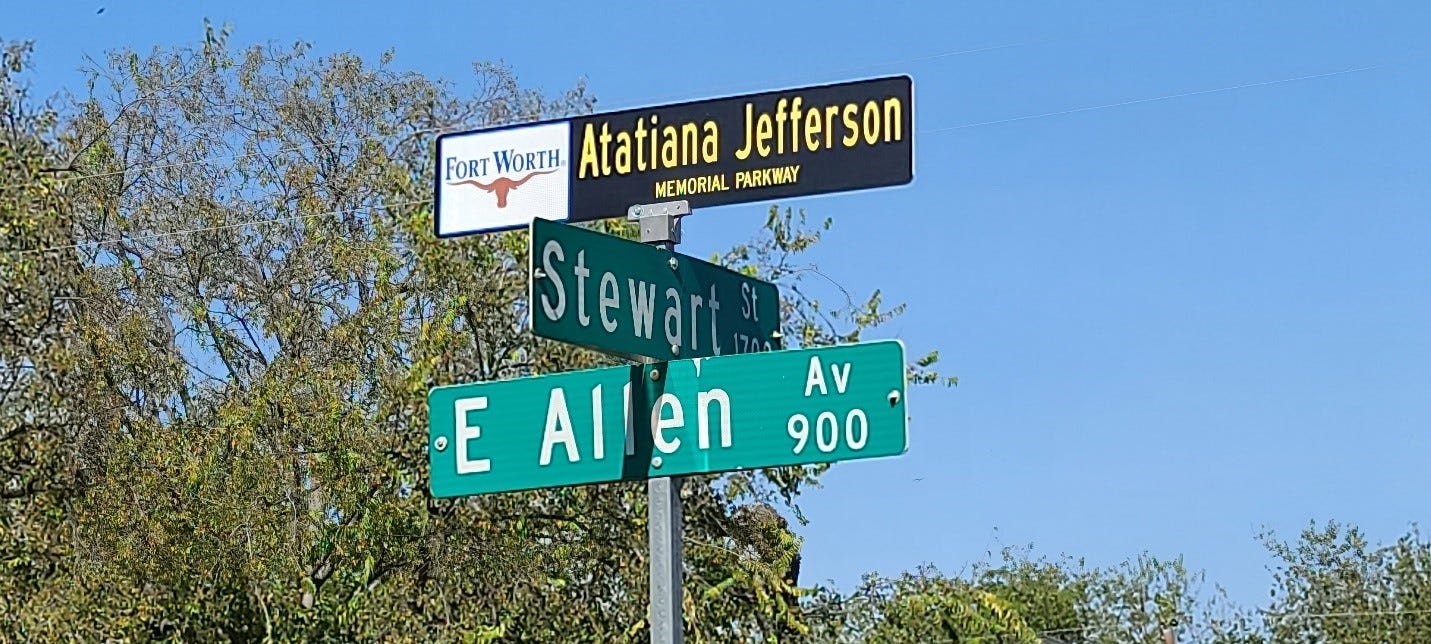 FORT WORTH®
Atatiana Jefferson
MEMORIAL PARKWAY
Stewart St
E Allen Av
900